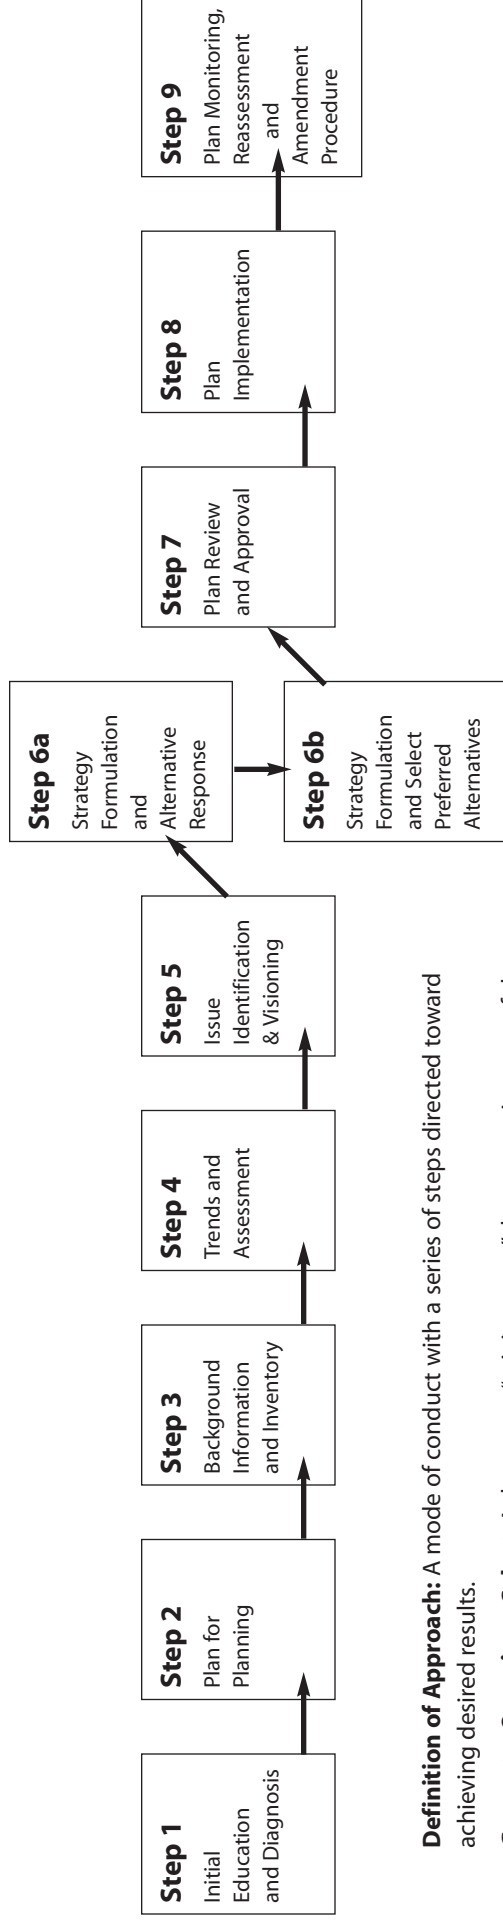 Step 1
Initial
Education
and Diagnosis
Step 2
Plan for
Planning
Step 3
Background
Information
and Inventory
Step 4
Trends and
Assessment
Step 5
Issue
Identification
& Visioning
Step 6a
Strategy
Formulation
and
Alternative
Response
Step 6b
Strategy
Formulation
and Select
Preferred
Alternatives
Step 7
Plan Review
and Approval
Step 8
Plan
Implementation
Step 9
Plan Monitoring,
Reassessment
and
Amendment
Procedure
Definition of Approach: A mode of conduct with a series of steps directed toward
achieving desired results.